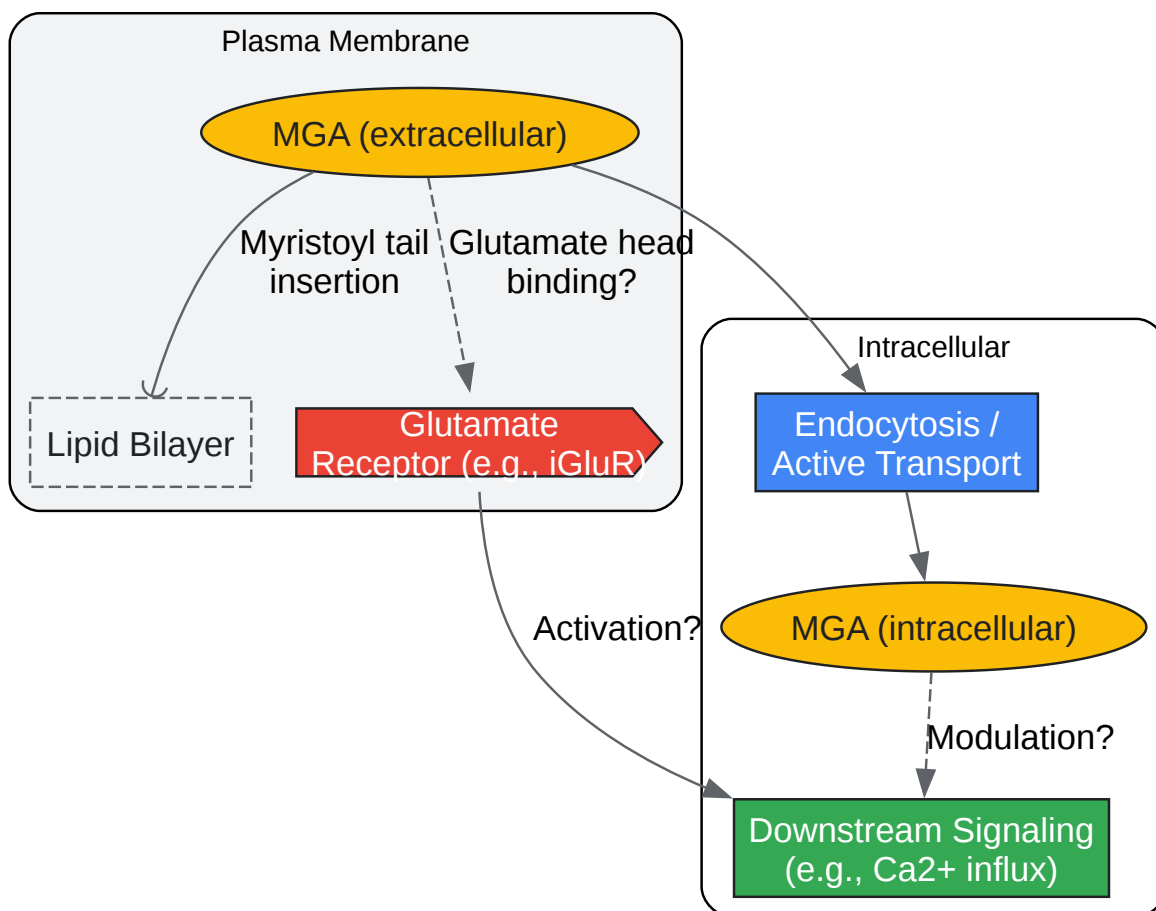 Plasma Membrane
MGA (extracellular)
Myristoyl tail
insertion
Glutamate head
binding?
Lipid Bilayer
Glutamate
Receptor (e.g., iGluR)
Intracellular
Endocytosis /
Active Transport
Activation?
MGA (intracellular)
Modulation?
Downstream Signaling
(e.g., Ca2+ influx)